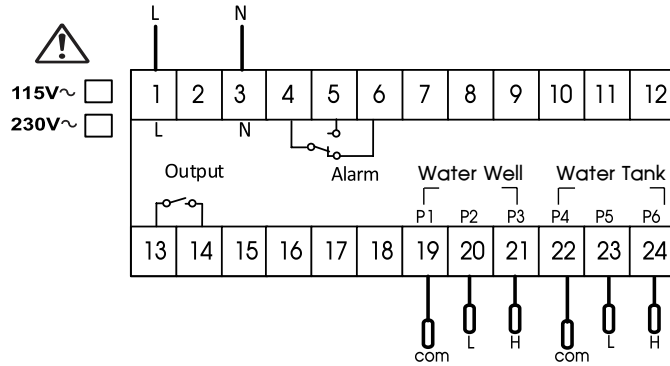 L N
115V~
230V~
1 2 3 4 5 6 7 8 9 10 11 12
L N
Output Alarm Water Well Water Tank
P1 P2 P3 P4 P5 P6
13 14 15 16 17 18 19 20 21 22 23 24
L H L H
com com